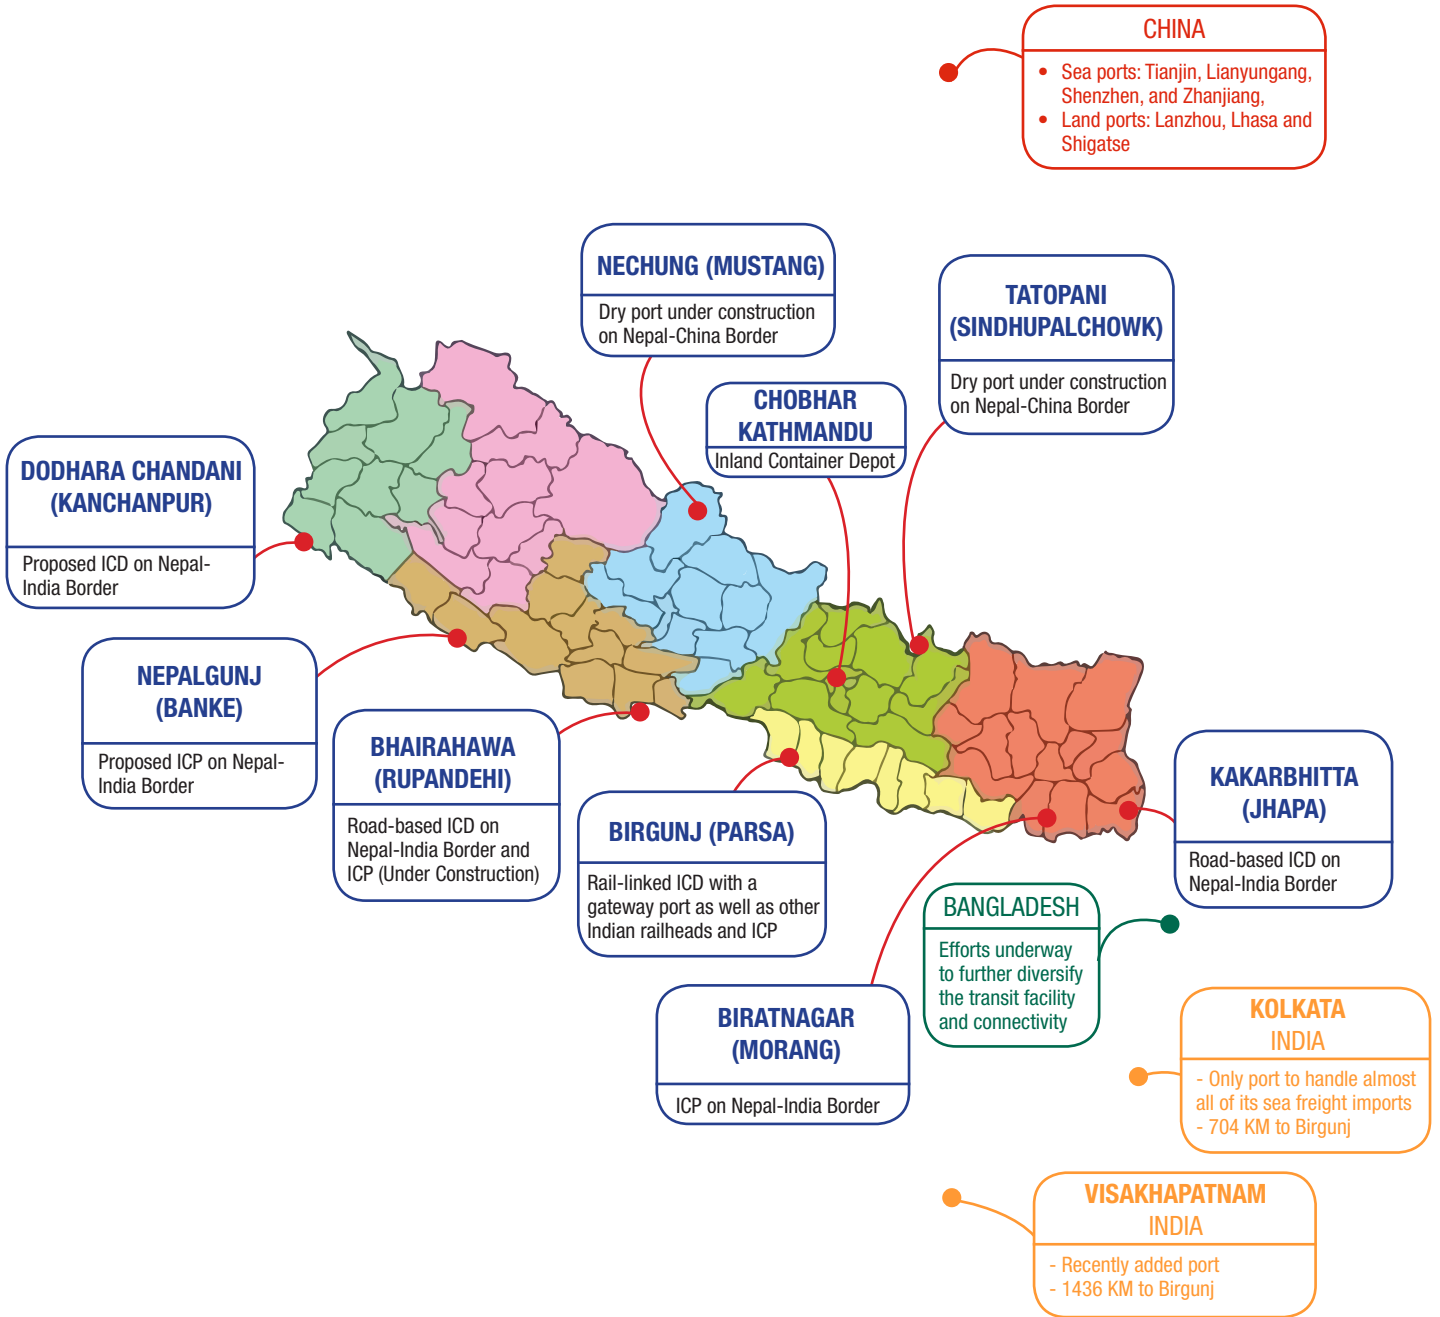 CHINA
• Sea ports: Tianjin, Lianyungang,
Shenzhen, and Zhanjiang,
• Land ports: Lanzhou, Lhasa and
Shigatse
NECHUNG (MUSTANG)
Dry port under construction
on Nepal-China Border
TATOPANI
(SINDHUPALCHOWK)
Dry port under construction
on Nepal-China Border
CHOBHAR
KATHMANDU
Inland Container Depot
DODHARA CHANDANI
(KANCHANPUR)
Proposed ICD on Nepal-
India Border
NEPALGUNJ
(BANKE)
Proposed ICP on Nepal-
India Border
BHAIRAHAWA
(RUPANDEHI)
Road-based ICD on
Nepal-India Border and
ICP (Under Construction)
BIRGUNJ (PARSA)
Rail-linked ICD with a
gateway port as well as other
Indian railheads and ICP
KAKARBHITTA
(JHAPA)
Road-based ICD on
Nepal-India Border
BANGLADESH
Efforts underway
to further diversify
the transit facility
and connectivity
BIRATNAGAR
(MORANG)
ICP on Nepal-India Border
KOLKATA
INDIA
- Only port to handle almost
all of its sea freight imports
- 704 KM to Birgunj
VISAKHAPATNAM
INDIA
- Recently added port
- 1436 KM to Birgunj